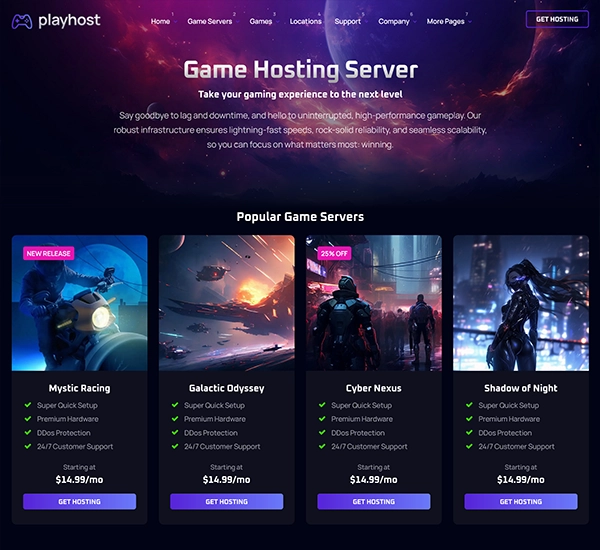 playhost
Home 1 Game Servers 2 Games 3 Locations 4 Support 5 Company 6 More Pages 7
GET HOSTING
Game Hosting Server
Take your gaming experience to the next level
Say goodbye to lag and downtime, and hello to uninterrupted, high-performance gameplay. Our
robust infrastructure ensures lightning-fast speeds, rock-solid reliability, and seamless scalability,
so you can focus on what matters most: winning.
Popular Game Servers
NEW RELEASE
Mystic Racing
Super Quick Setup
Premium Hardware
DDos Protection
24/7 Customer Support
Starting at
$14.99/mo
GET HOSTING
Galactic Odyssey
Super Quick Setup
Premium Hardware
DDos Protection
24/7 Customer Support
Starting at
$14.99/mo
GET HOSTING
25% OFF
Cyber Nexus
Super Quick Setup
Premium Hardware
DDos Protection
24/7 Customer Support
Starting at
$14.99/mo
GET HOSTING
Shadow of Night
Super Quick Setup
Premium Hardware
DDos Protection
24/7 Customer Support
Starting at
$14.99/mo
GET HOSTING